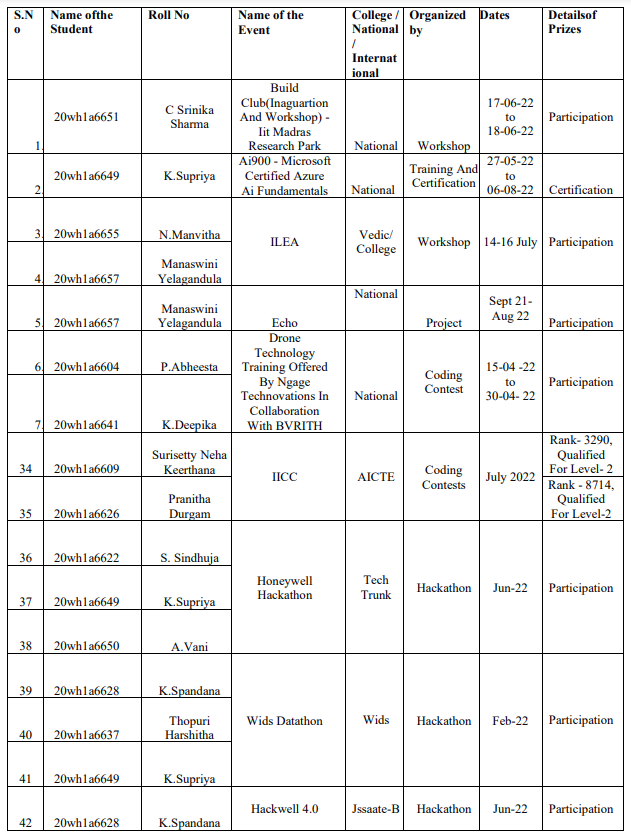 S.N
o
Name ofthe
Student
Roll No
Name of the
Event
College /
National
/
Internat
ional
Organized
by
Dates
Detailsof
Prizes
1.
20wh1a6651
C Srinika
Sharma
Build
Club(Inaguartion
And Workshop) -
Iit Madras
Research Park
National
Workshop
17-06-22
to
18-06-22
Participation
2.
20wh1a6649
K.Supriya
Ai900 - Microsoft
Certified Azure
Ai Fundamentals
National
Training And
Certification
27-05-22
to
06-08-22
Certification
3.
20wh1a6655
N.Manvitha
ILEA
Vedic/
College
Workshop
14-16 July
Participation
4.
20wh1a6657
Manaswini
Yelagandula
5.
20wh1a6657
Manaswini
Yelagandula
Echo
National
Project
Sept 21-
Aug 22
Participation
6.
20wh1a6604
P.Abheesta
Drone
Technology
Training Offered
By Ngage
Technovations In
Collaboration
With BVRITH
National
Coding
Contest
15-04 -22
to
30-04- 22
Participation
7.
20wh1a6641
K.Deepika
34
20wh1a6609
Surisetty Neha
Keerthana
IICC
AICTE
Coding
Contests
July 2022
Rank- 3290,
Qualified
For Level- 2
35
20wh1a6626
Pranitha
Durgam
Rank - 8714,
Qualified
For Level-2
36
20wh1a6622
S. Sindhuja
Honeywell
Hackathon
Tech
Trunk
Hackathon
Jun-22
Participation
37
20wh1a6649
K.Supriya
38
20wh1a6650
A.Vani
39
20wh1a6628
K.Spandana
Wids Datathon
Wids
Hackathon
Feb-22
Participation
40
20wh1a6637
Thopuri
Harshitha
41
20wh1a6649
K.Supriya
42
20wh1a6628
K.Spandana
Hackwell 4.0
Jssaate-B
Hackathon
Jun-22
Participation